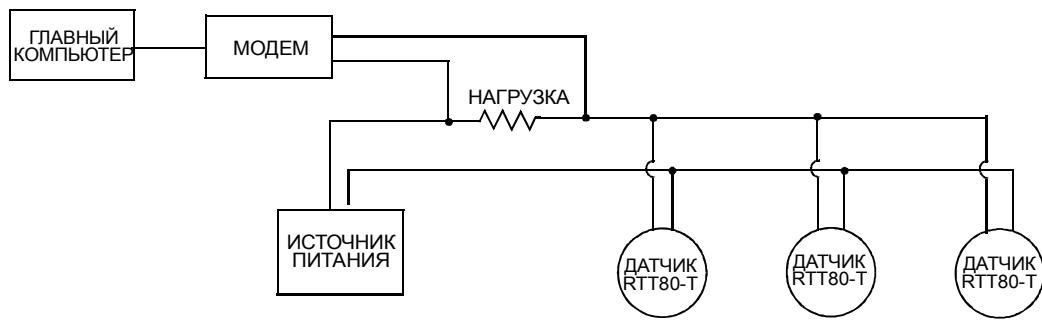 ГЛАВНЫЙ
КОМПЬЮТЕР
МОДЕМ
НАГРУЗКА
ИСТОЧНИК
ПИТАНИЯ
ДАТЧИК
RTT80-T
ДАТЧИК
RTT80-T
ДАТЧИК
RTT80-T